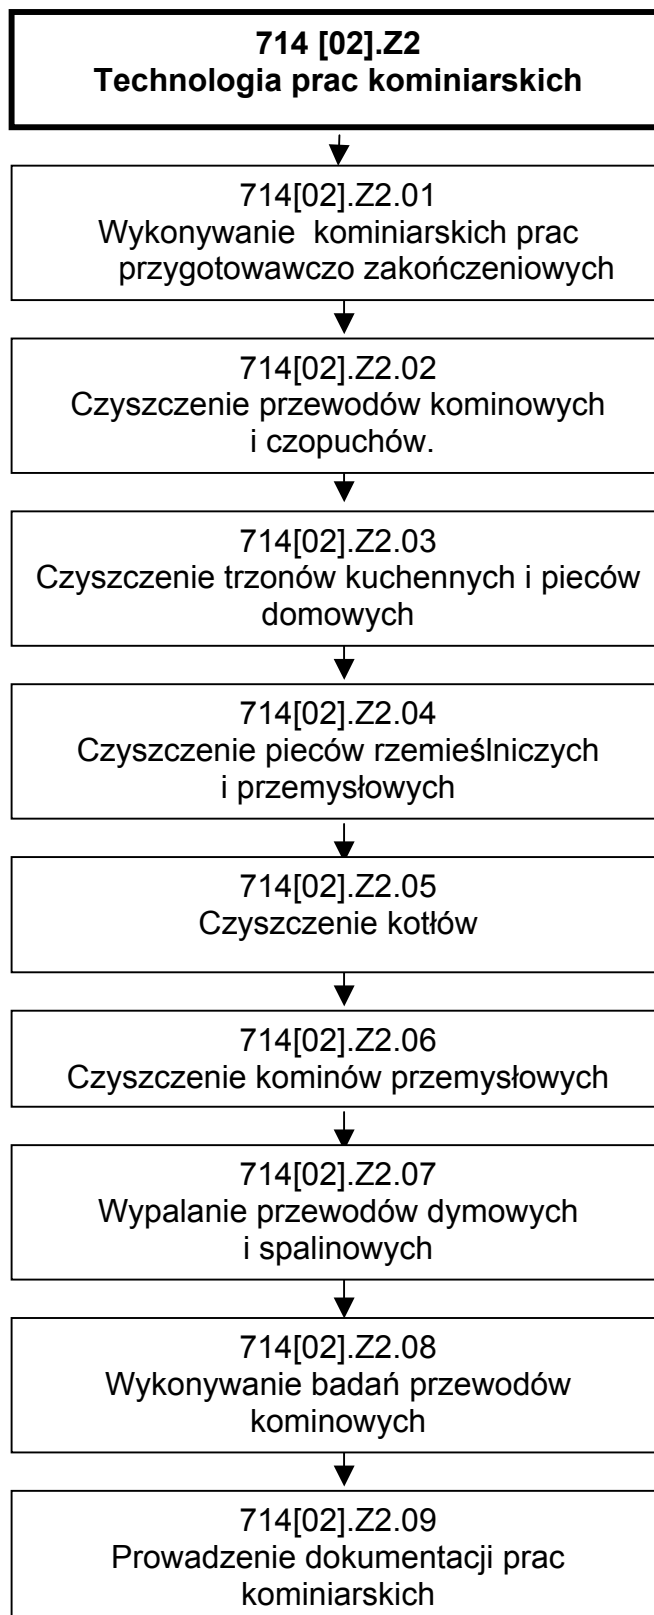 714 [02].Z2
Technologia prac kominiarskich
714[02].Z2.01
Wykonywanie kominiarskich prac
przygotowawczo zakończeniowych
714[02].Z2.02
Czyszczenie przewodów kominowych
i czopuchów.
714[02].Z2.03
Czyszczenie trzonów kuchennych i pieców
domowych
714[02].Z2.04
Czyszczenie pieców rzemieślniczych
i przemysłowych
714[02].Z2.05
Czyszczenie kotłów
714[02].Z2.06
Czyszczenie kominów przemysłowych
714[02].Z2.07
Wypalanie przewodów dymowych
i spalinowych
714[02].Z2.08
Wykonywanie badań przewodów
kominowych
714[02].Z2.09
Prowadzenie dokumentacji prac
kominiarskich